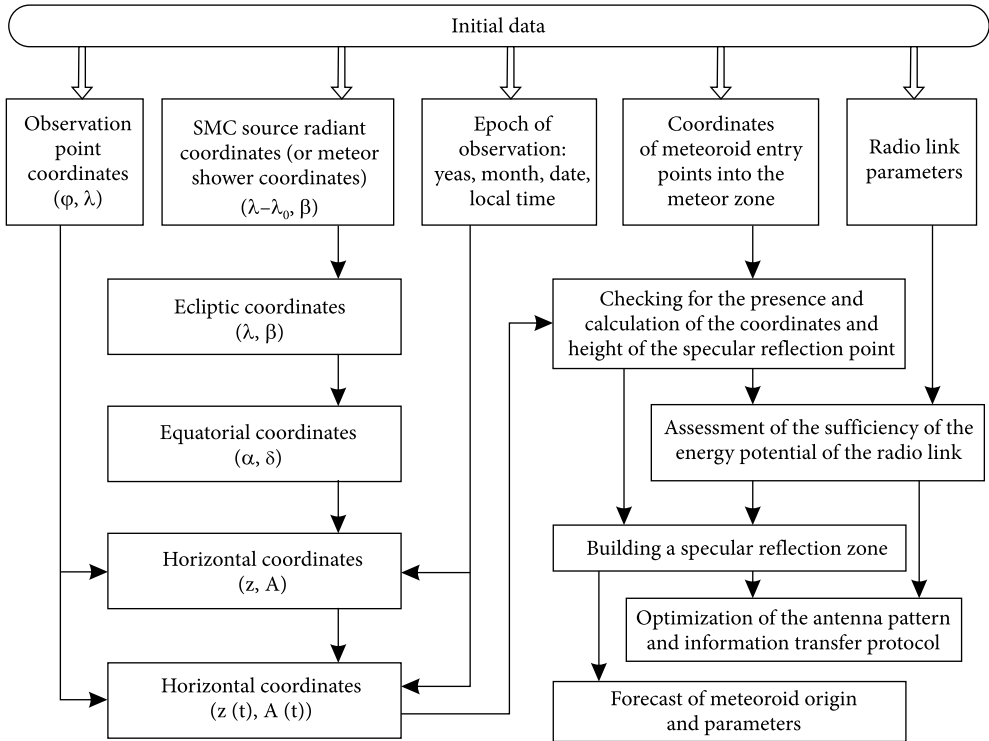 Initial data
Observation
point
coordinates
(φ, λ)
SMC source radiant
coordinates (or meteor
shower coordinates)
(λ–λ₀, β)
Epoch of
observation:
yeas, month, date,
local time
Coordinates
of meteoroid entry
points into the
meteor zone
Radio link
parameters
Ecliptic coordinates
(λ, β)
Equatorial coordinates
(α, δ)
Horizontal coordinates
(z, A)
Horizontal coordinates
(z (t), A (t))
Checking for the presence and
calculation of the coordinates and
height of the specular reflection point
Assessment of the sufficiency of the
energy potential of the radio link
Building a specular reflection zone
Optimization of the antenna pattern
and information transfer protocol
Forecast of meteoroid origin
and parameters